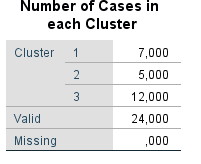 Number of Cases in
each Cluster
Cluster 1 7,000
2 5,000
3 12,000
Valid 24,000
Missing ,000